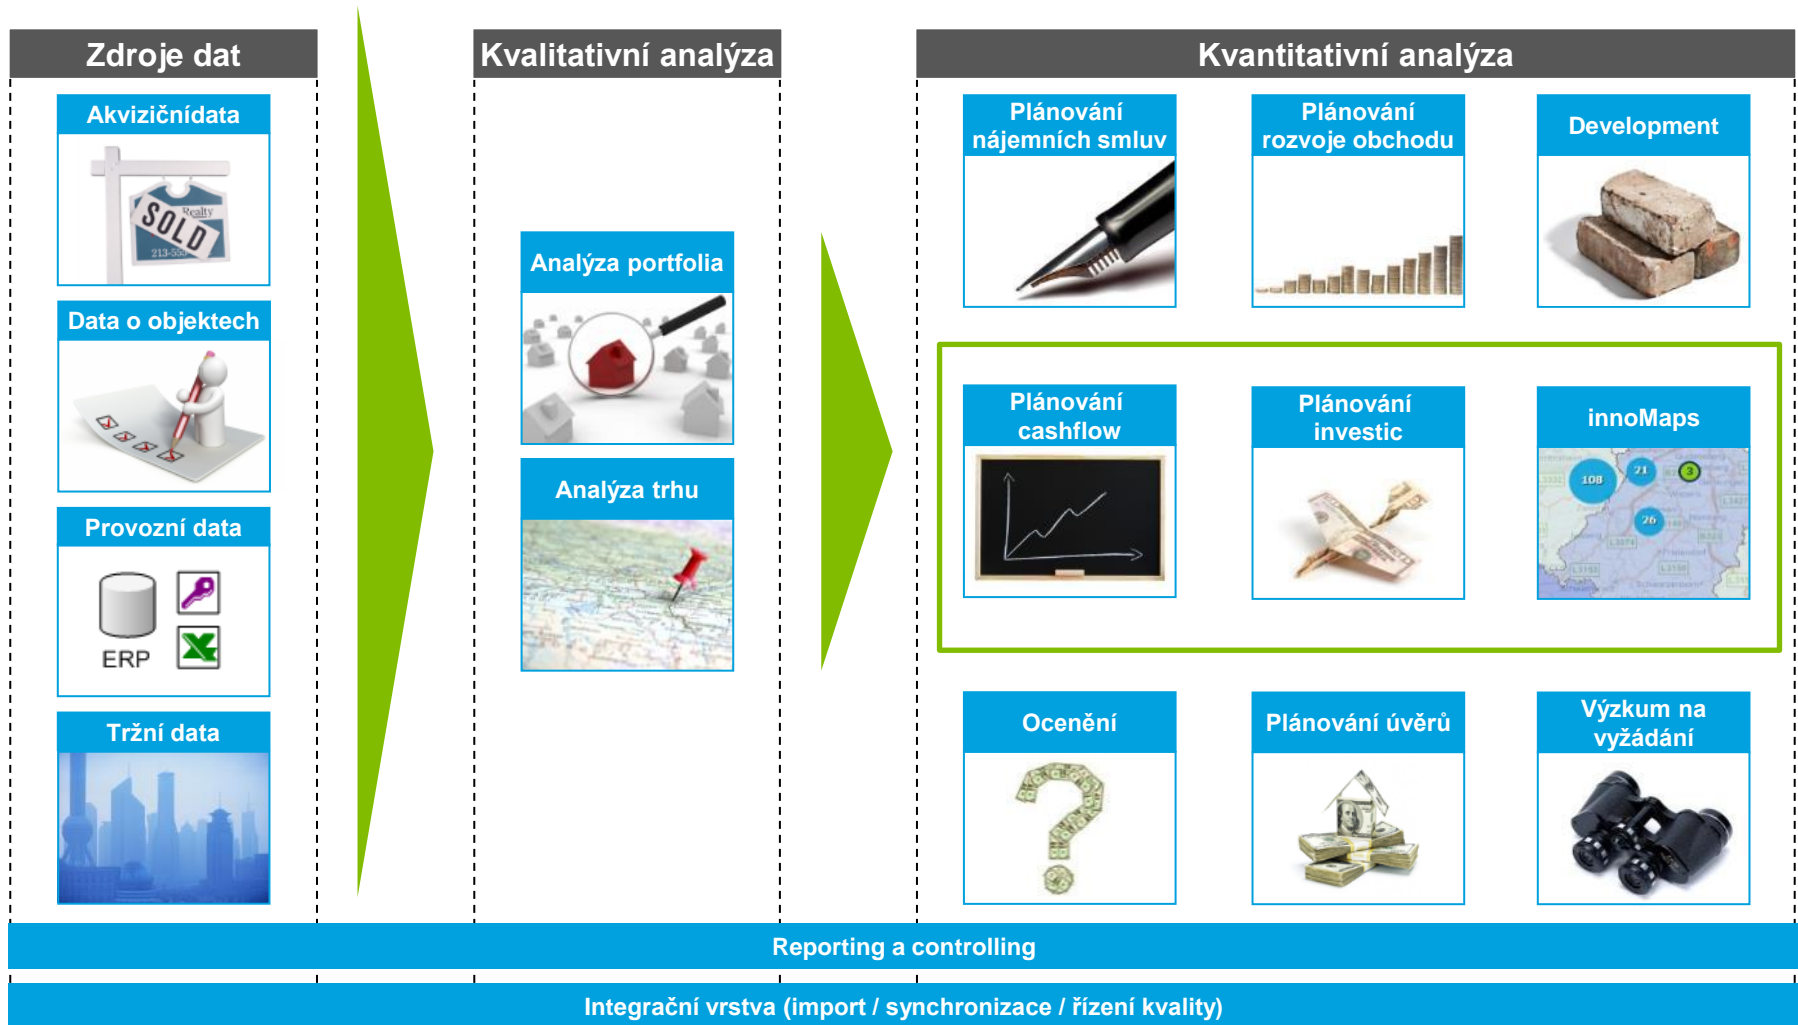 Zdroje dat
Kvalitativní analýza
Kvantitativní analýza
Akvizičnídata
SOLD
Realty
213-555
Data o objektech
Provozní data
ERP
Tržní data
Analýza portfolia
Analýza trhu
Plánování
nájemních smluv
Plánování
rozvoje obchodu
Development
Plánování
cashflow
Plánování
investic
innoMaps
108
21
3
26
Ocenění
Plánování úvěrů
Výzkum na
vyžádání
Reporting a controlling
Integrační vrstva (import / synchronizace / řízení kvality)